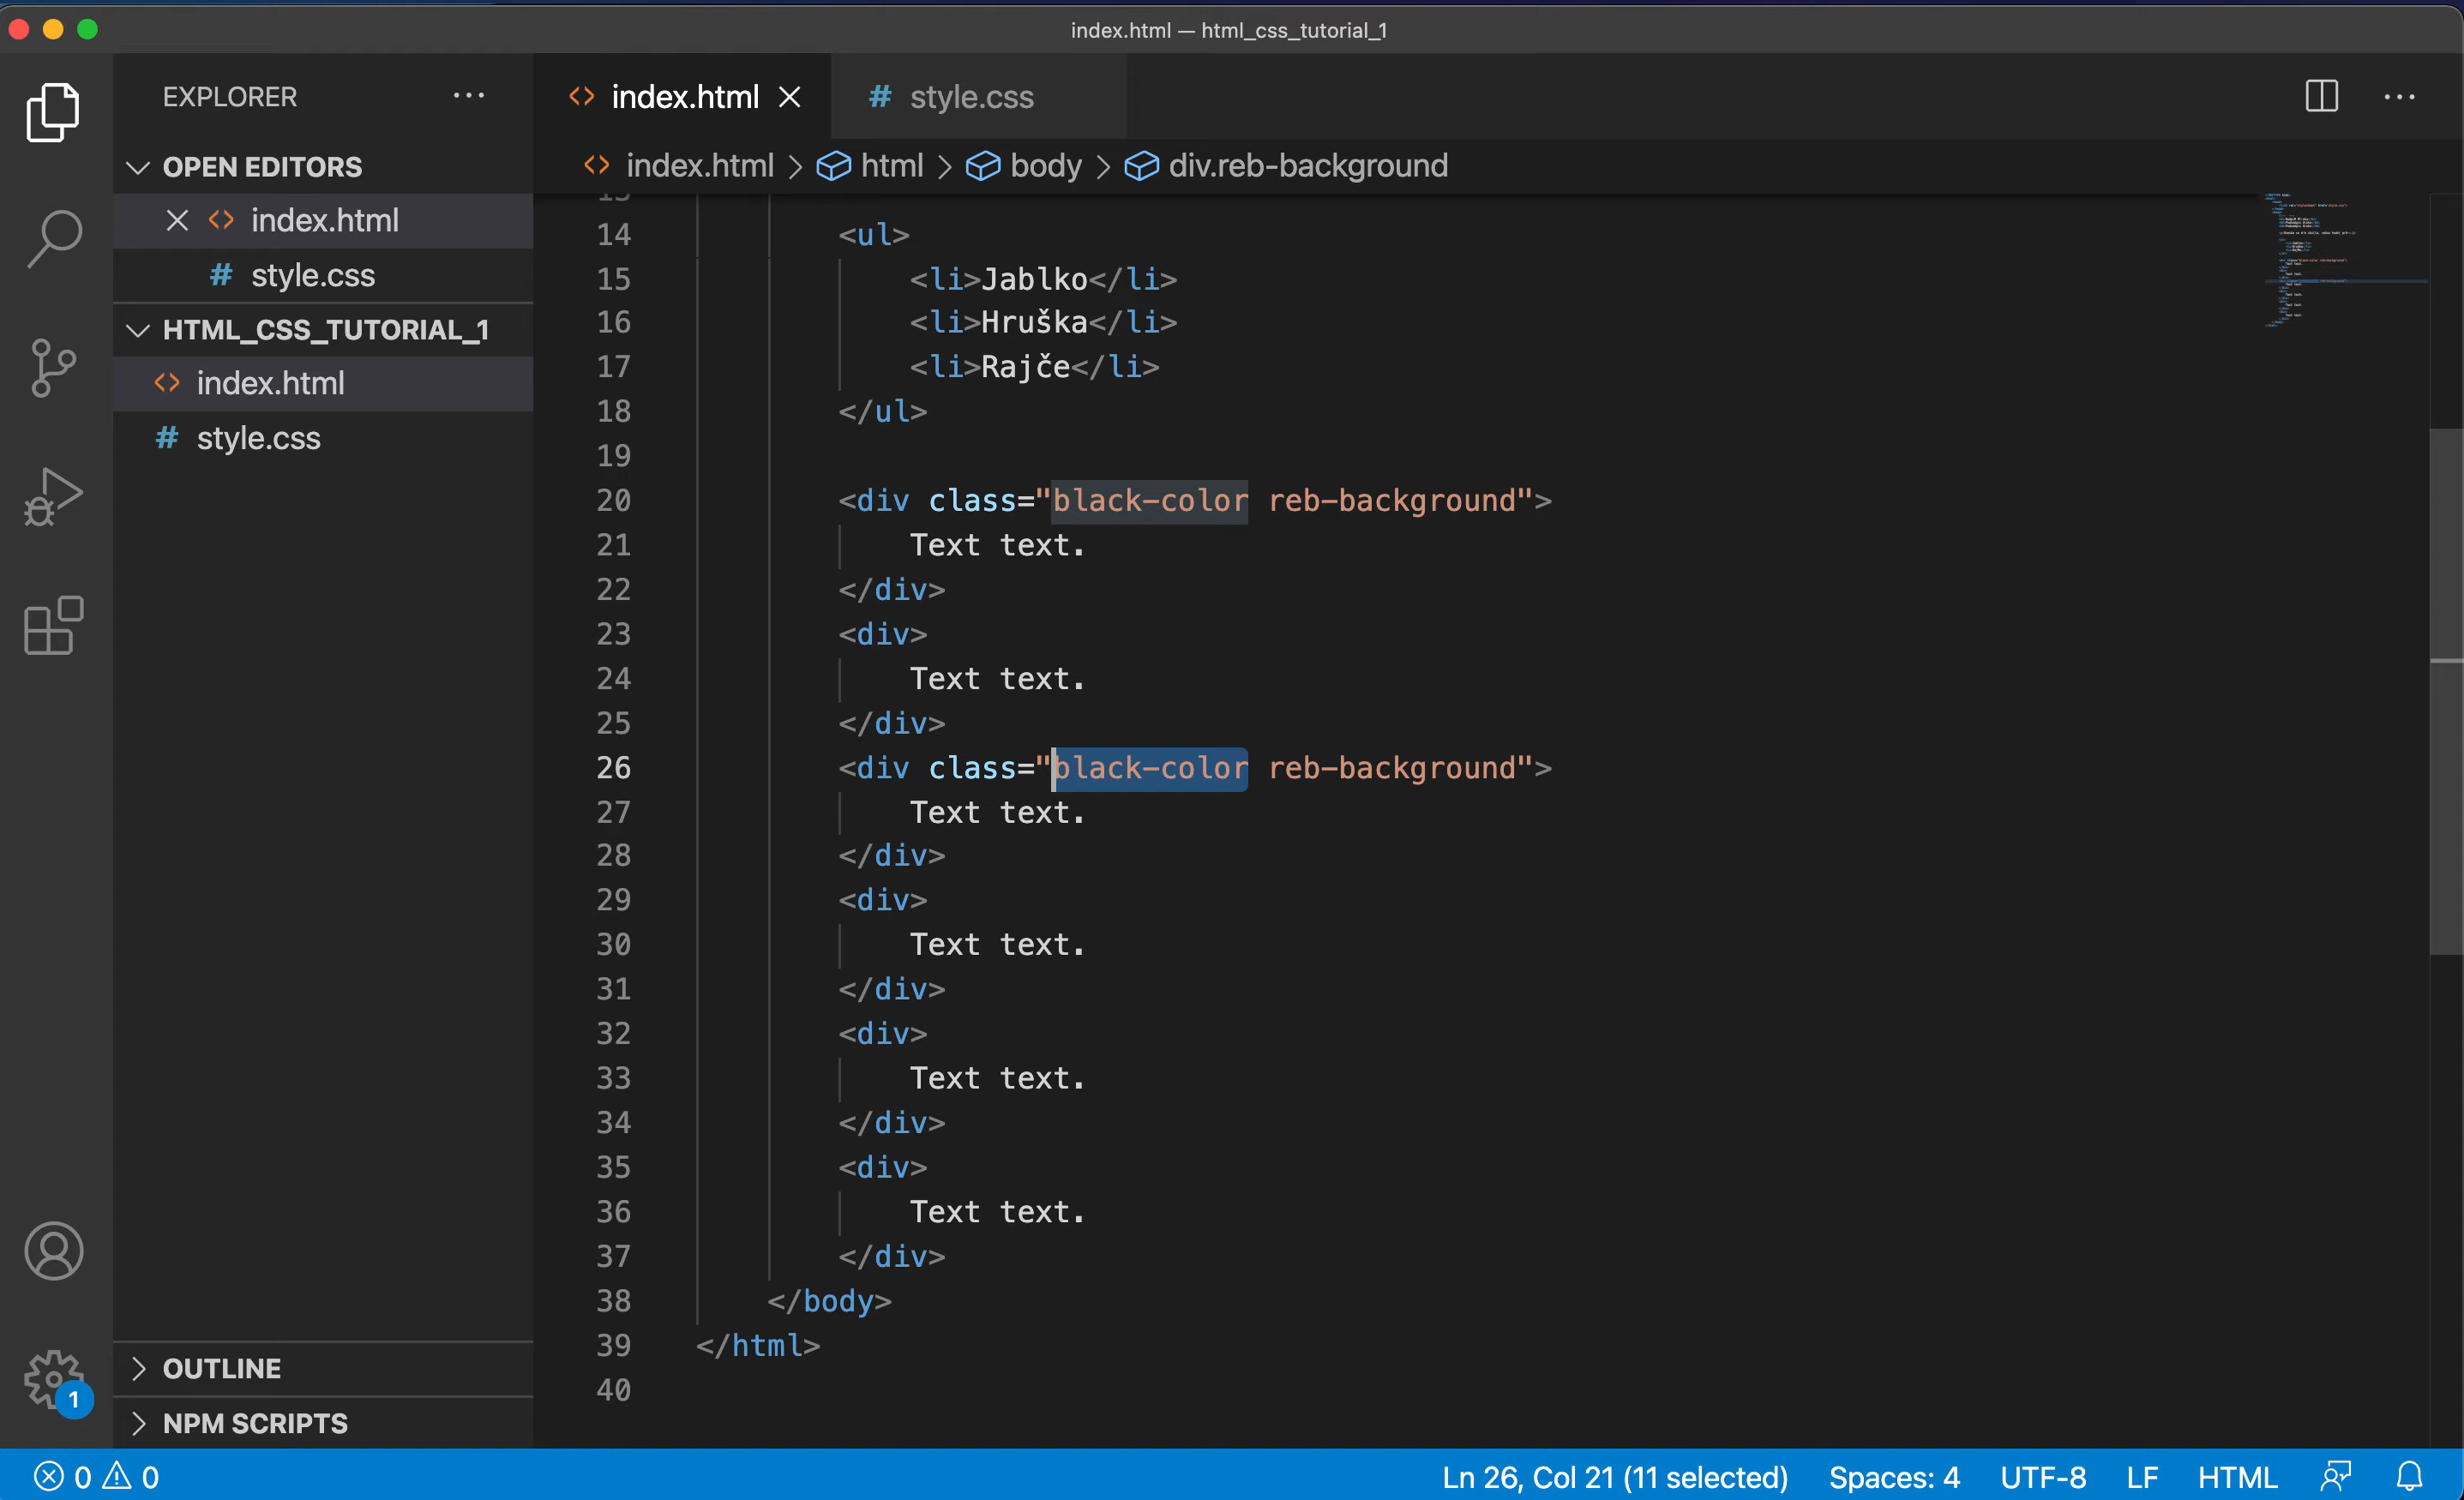 index.html — html_css_tutorial_1
EXPLORER
index.html
style.css
OPEN EDITORS
index.html
style.css
HTML_CSS_TUTORIAL_1
index.html
style.css
OUTLINE
NPM SCRIPTS
1
index.html > html > body > div.reb-background
14 <ul>
15 <li>Jablko</li>
16 <li>Hruška</li>
17 <li>Rajče</li>
18 </ul>
19
20 <div class="black-color reb-background">
21 Text text.
22 </div>
23 <div>
24 Text text.
25 </div>
26 <div class="black-color reb-background">
27 Text text.
28 </div>
29 <div>
30 Text text.
31 </div>
32 <div>
33 Text text.
34 </div>
35 <div>
36 Text text.
37 </div>
38 </body>
39 </html>
40
0 0 Ln 26, Col 21 (11 selected) Spaces: 4 UTF-8 LF HTML